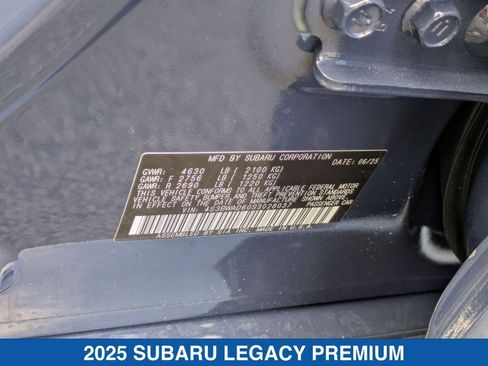 MFD BY SUBARU CORPORATION
DATE: 06/25
GVWR: 4630 LB ( 2100 KG)
GAWR: F 2756 LB ( 1250 KG)
GAWR: R 2690 LB ( 1220 KG)
THIS VEHICLE CONFORMS TO ALL APPLICABLE FEDERAL MOTOR
VEHICLE SAFETY, BUMPER, AND THEFT PREVENTION STANDARDS
IN EFFECT ON THE DATE OF MANUFACTURE SHOWN ABOVE.
VIN: PASSENGER CAR
ASSEMBLED BY SIA INC. MADE IN U.S.A
2025 SUBARU LEGACY PREMIUM